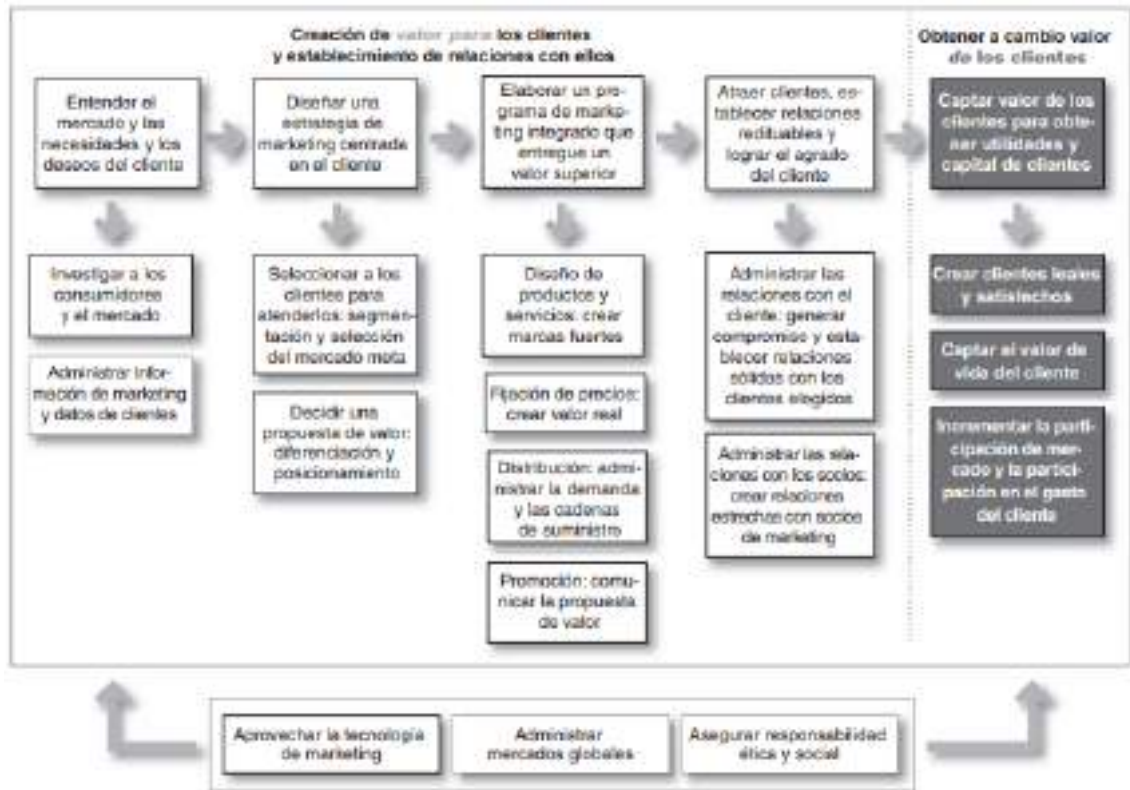 Creación de valor para los clientes
y establecimiento de relaciones con ellos
Obtener a cambio valor
de los clientes
Entender el
mercado y las
necesidades y los
deseos del cliente
Diseñar una
estrategia de
marketing centrada
en el cliente
Elaborar un pro-
grama de marke-
ting integrado que
entregue un
valor superior
Atraer clientes, es-
tablecer relaciones
redituables y
lograr el agrado
del cliente
Captar valor de los
clientes para obte-
ner utilidades y
capital de clientes
Investigar a los
consumidores
y el mercado
Administrar infor-
mación de marketing
y datos de clientes
Seleccionar a los
clientes para
atenderlos: segmen-
tación y selección
del mercado meta
Decidir una
propuesta de valor:
diferenciación y
posicionamiento
Diseño de
productos y
servicios: crear
marcas fuertes
Fijación de precios:
crear valor real
Distribución: admi-
nistrar la demanda
y las cadenas
de suministro
Promoción: comu-
nicar la propuesta
de valor
Administrar las
relaciones con el
cliente: generar
compromiso y esta-
blecer relaciones
sólidas con los
clientes elegidos
Administrar las rela-
ciones con los socios:
crear relaciones
estrechas con socios
de marketing
Crear clientes leales
y satisfechos
Captar el valor de
vida del cliente
Incrementar la parti-
cipación de mer-
cado y la partici-
pación en el gasto
del cliente
Aprovechar la tecnología
de marketing
Administrar
mercados globales
Asegurar responsabilidad
ética y social